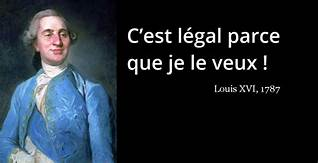 C’est légal parce
que je le veux !
Louis XVI, 1787